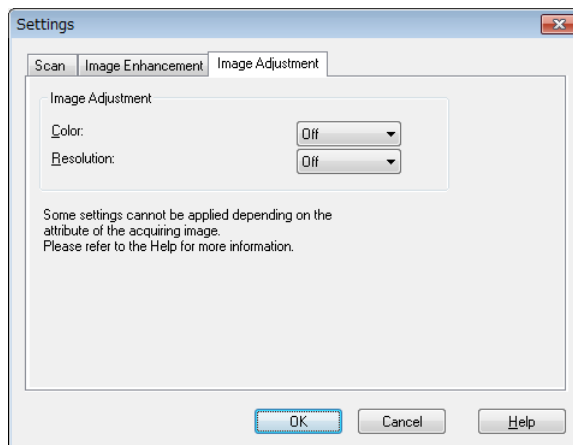 Settings
Scan Image Enhancement Image Adjustment
Image Adjustment
Color: Off
Resolution: Off
Some settings cannot be applied depending on the
attribute of the acquiring image.
Please refer to the Help for more information.
OK Cancel Help